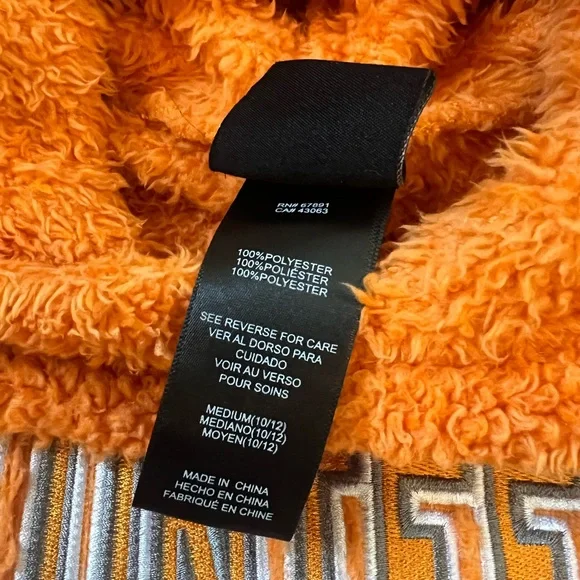 RN# 67891
CA# 43063
100%POLYESTER
100%POLIÉSTER
100%POLYESTER
SEE REVERSE FOR CARE
VER AL DORSO PARA
CUIDADO
VOIR AU VERSO
POUR SOINS
MEDIUM(10/12)
MEDIANO(10/12)
MOYEN(10/12)
MADE IN CHINA
HECHO EN CHINA
FABRIQUÉ EN CHINE